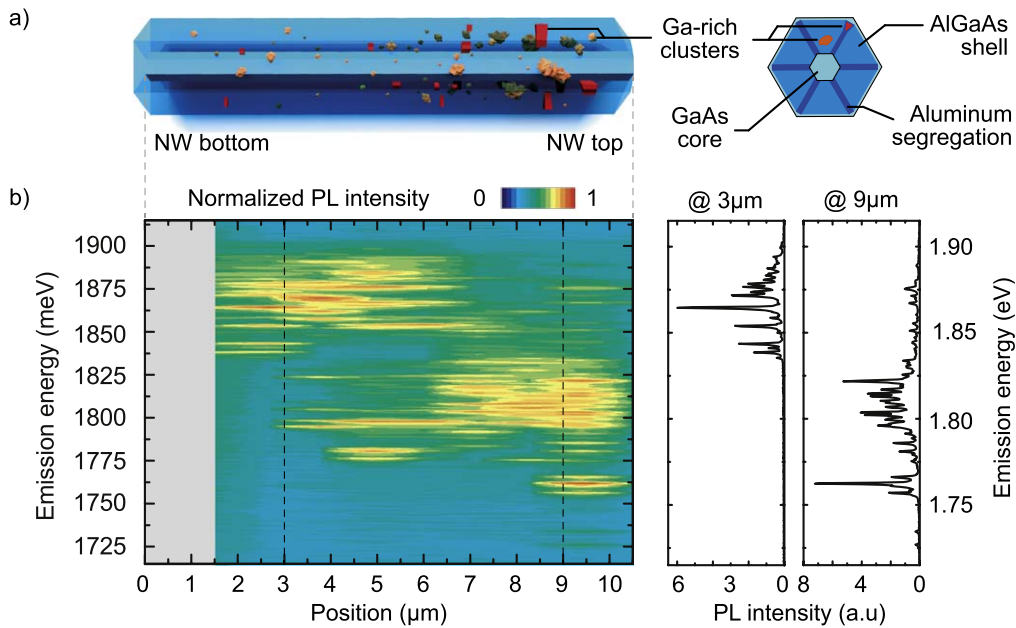 a)
NW bottom
NW top
Ga-rich
clusters
GaAs
core
AlGaAs
shell
Aluminum
segregation
b)
Normalized PL intensity 0 1
Emission energy (meV)
1900
1875
1850
1825
1800
1775
1750
1725
0 1 2 3 4 5 6 7 8 9 10
Position (µm)
@ 3µm
@ 9µm
6 3 0
8 4 0
PL intensity (a.u)
1.90
1.85
1.80
1.75
Emission energy (eV)